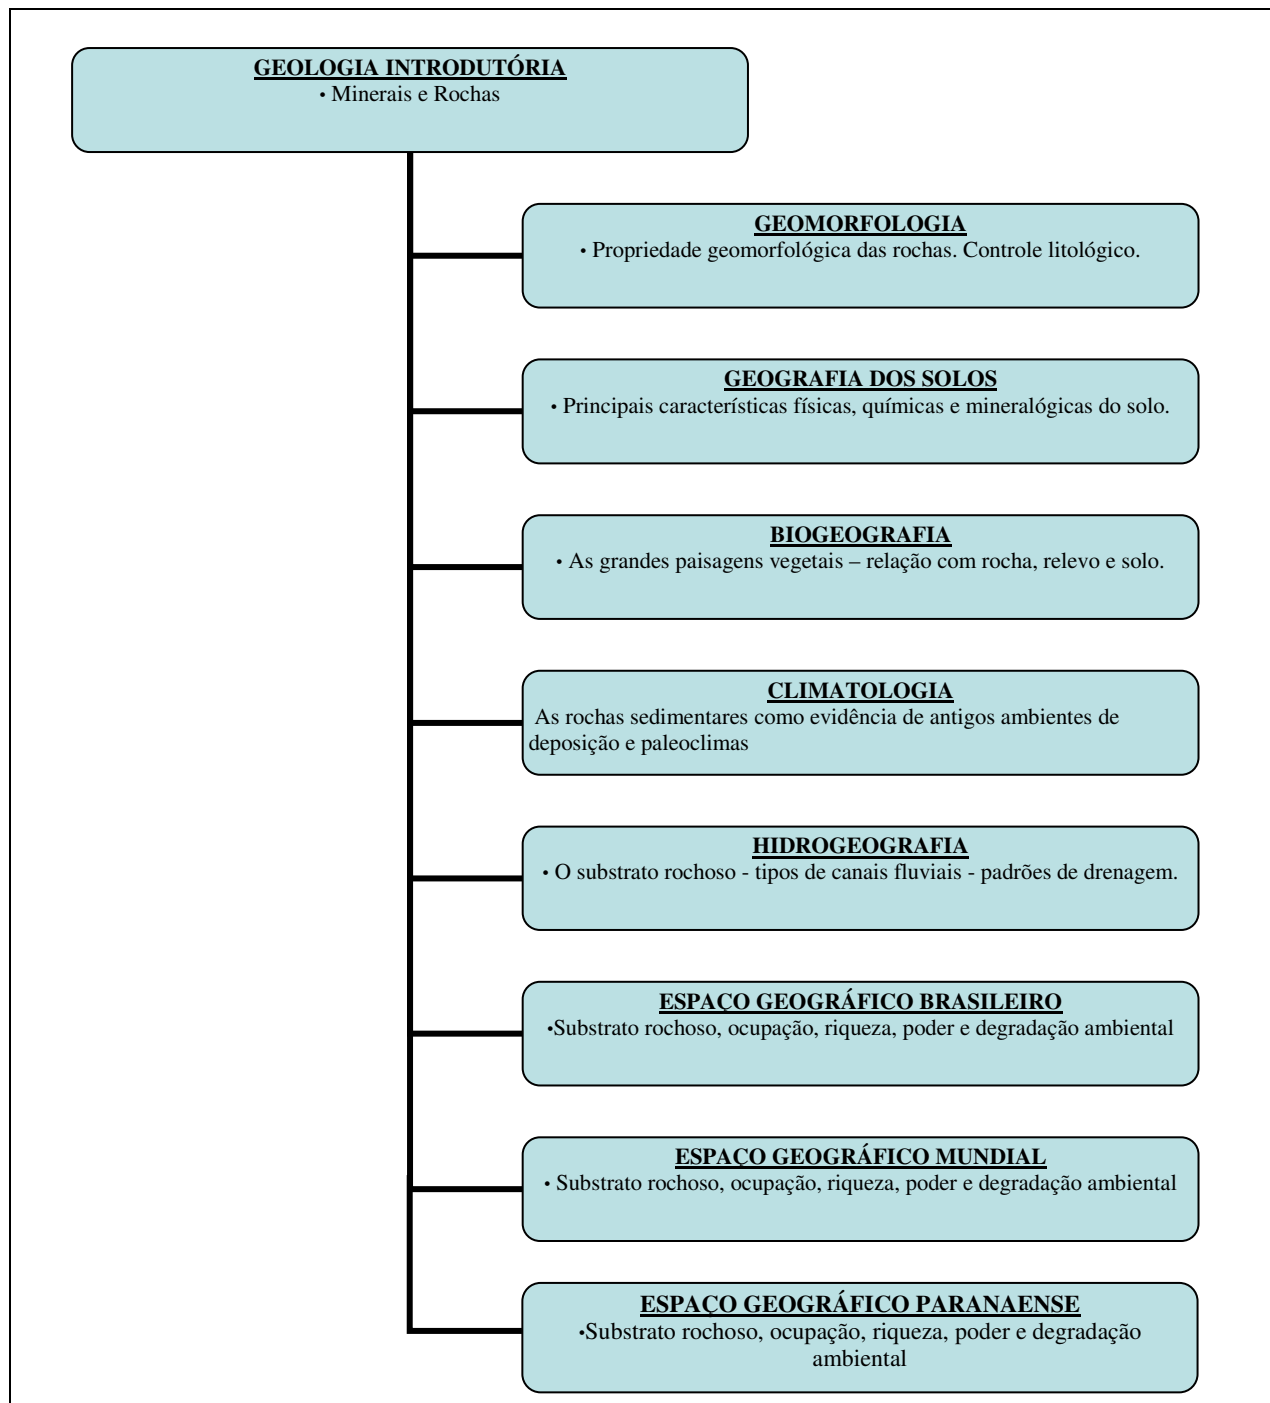 GEOLOGIA INTRODUTÓRIA
• Minerais e Rochas
GEOMORFOLOGIA
• Propriedade geomorfológica das rochas. Controle litológico.
GEOGRAFIA DOS SOLOS
• Principais características físicas, químicas e mineralógicas do solo.
BIOGEOGRAFIA
• As grandes paisagens vegetais – relação com rocha, relevo e solo.
CLIMATOLOGIA
As rochas sedimentares como evidência de antigos ambientes de
deposição e paleoclimas
HIDROGEOGRAFIA
• O substrato rochoso - tipos de canais fluviais - padrões de drenagem.
ESPAÇO GEOGRÁFICO BRASILEIRO
•Substrato rochoso, ocupação, riqueza, poder e degradação ambiental
ESPAÇO GEOGRÁFICO MUNDIAL
• Substrato rochoso, ocupação, riqueza, poder e degradação ambiental
ESPAÇO GEOGRÁFICO PARANAENSE
•Substrato rochoso, ocupação, riqueza, poder e degradação
ambiental